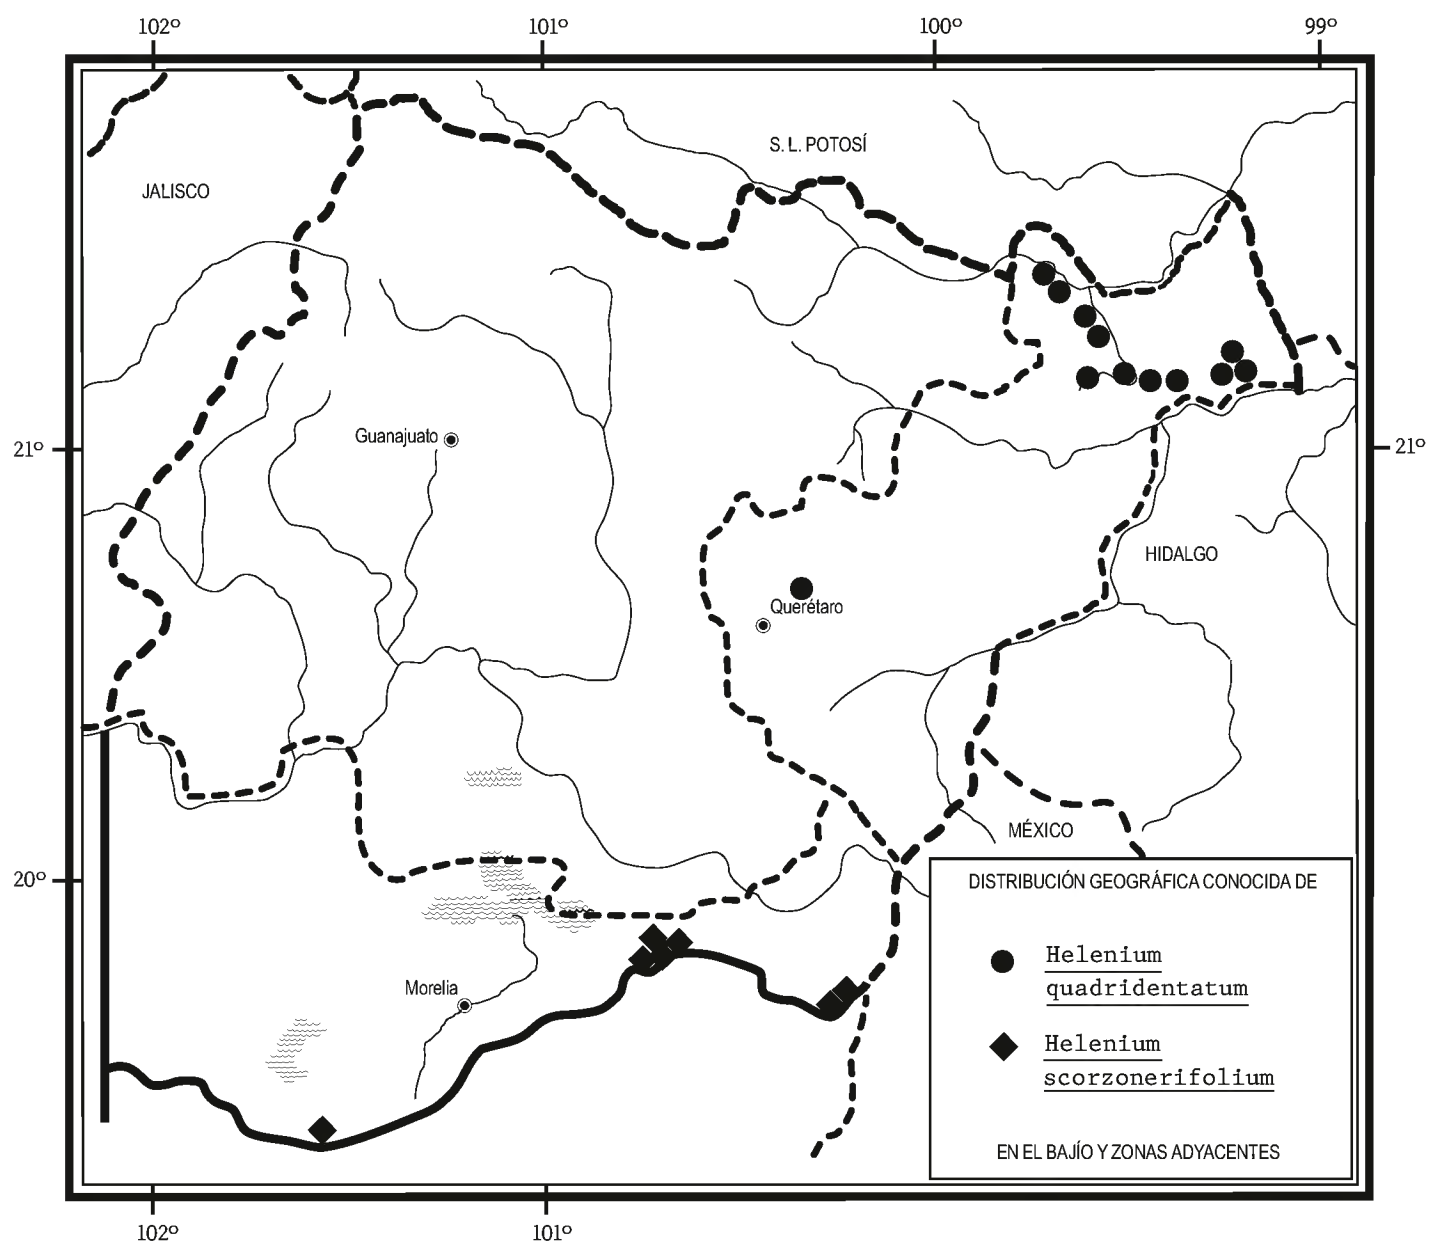 102º 101º 100º 99º
S. L. POTOSÍ
JALISCO
Guanajuato
21º 21º
HIDALGO
Querétaro
MÉXICO
20º
DISTRIBUCIÓN GEOGRÁFICA CONOCIDA DE
Helenium
quadridentatum
Morelia
Helenium
scorzonerifolium
EN EL BAJÍO Y ZONAS ADYACENTES
102º 101º